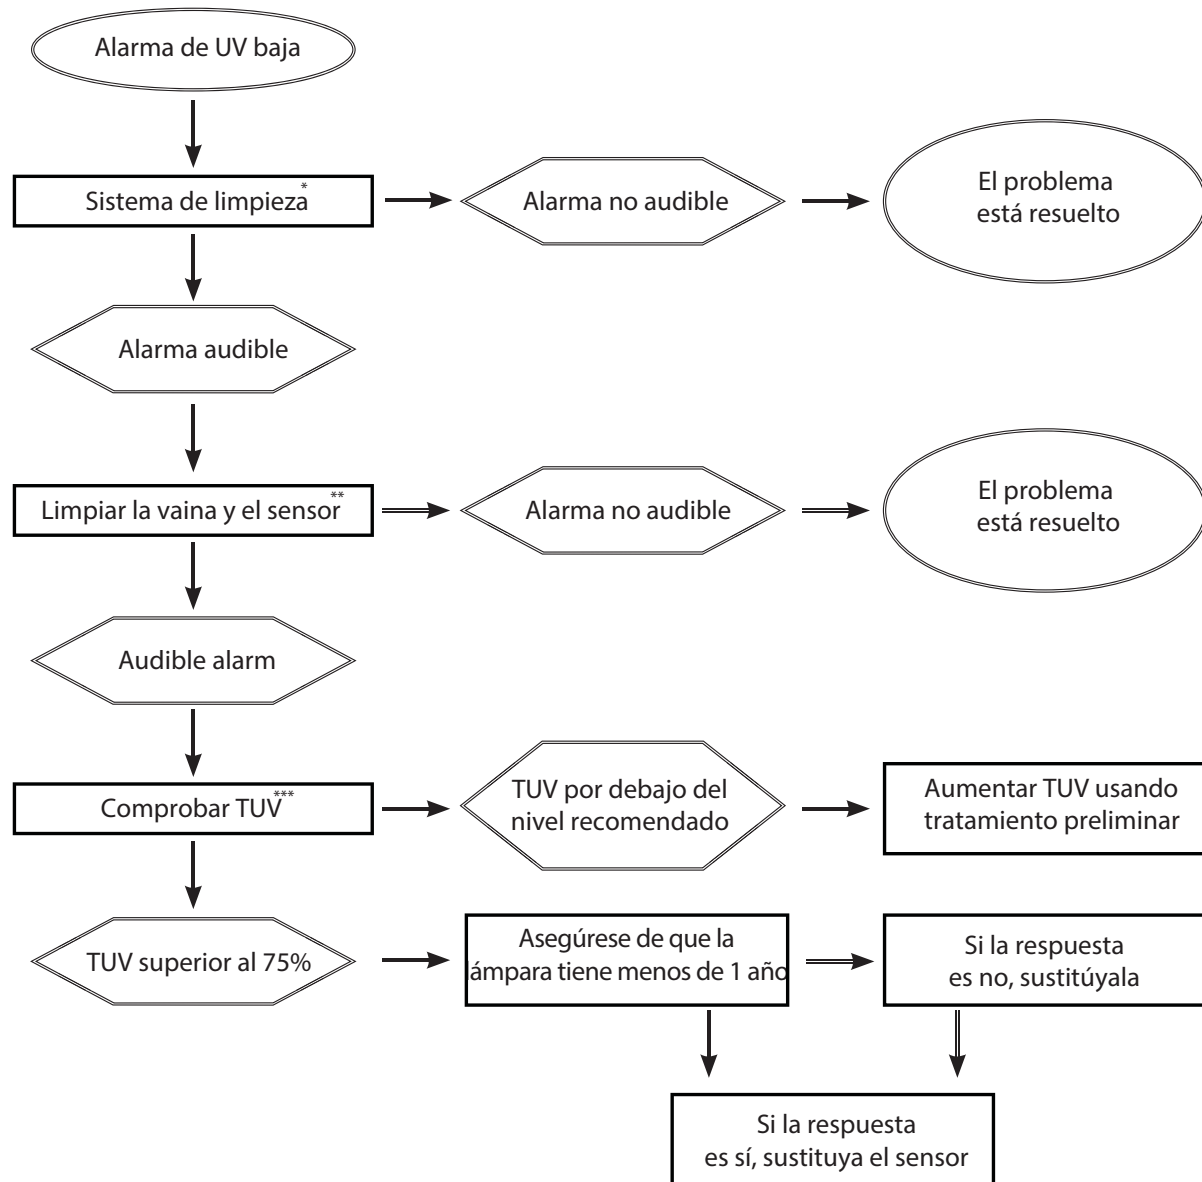 Alarma de UV baja
Sistema de limpieza*
Alarma no audible
El problema
está resuelto
Alarma audible
Limpiar la vaina y el sensor**
Alarma no audible
El problema
está resuelto
Audible alarm
Comprobar TUV***
TUV por debajo del
nivel recomendado
Aumentar TUV usando
tratamiento preliminar
TUV superior al 75%
Asegúrese de que la
lámpara tiene menos de 1 año
Si la respuesta
es no, sustitúyala
Si la respuesta
es sí, sustituya el sensor